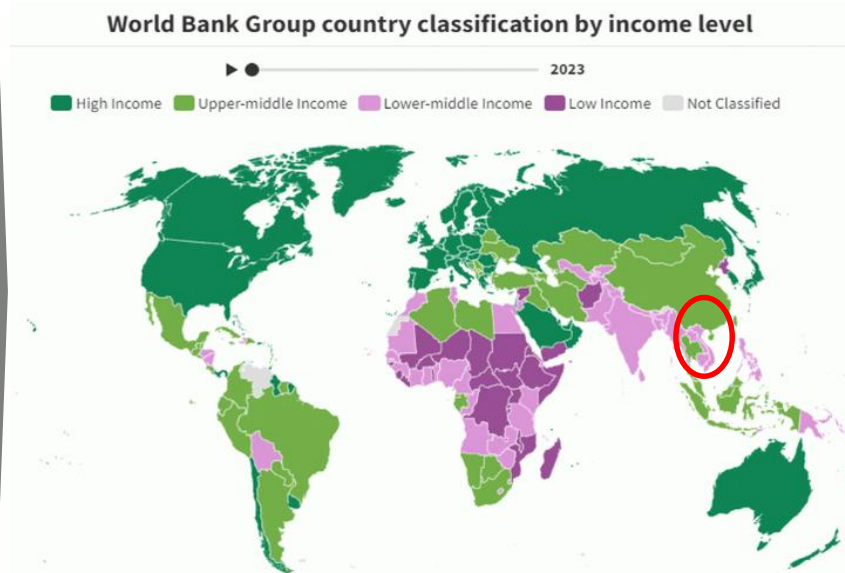 World Bank Group country classification by income level
2023
High Income Upper-middle Income Lower-middle Income Low Income Not Classified